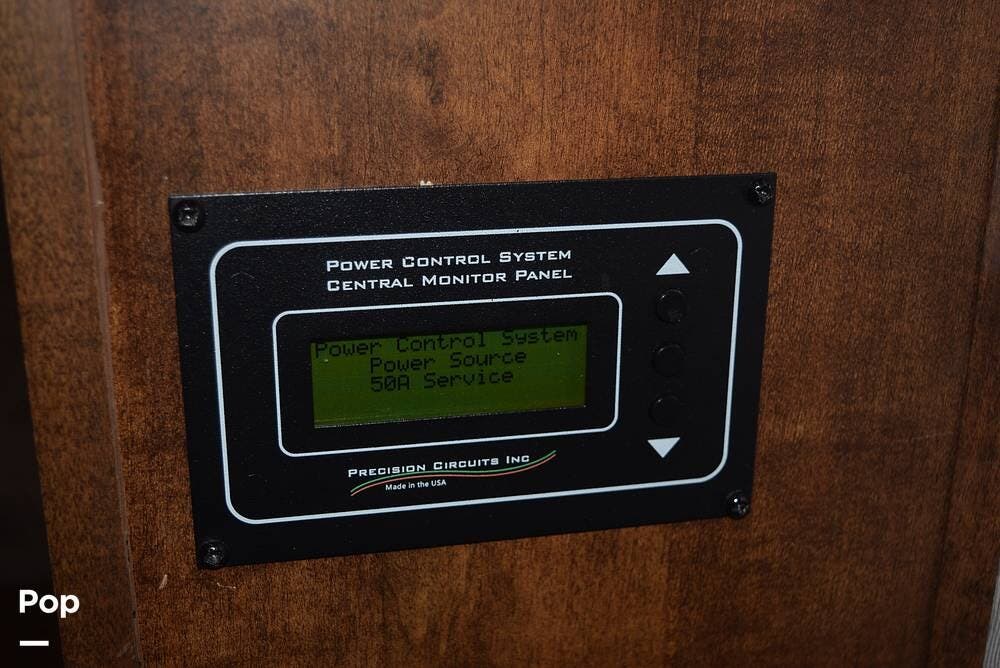 Power Control System
Central Monitor Panel
Power Control System
Power Source
50A Service
Precision Circuits Inc
Made in the USA
Pop